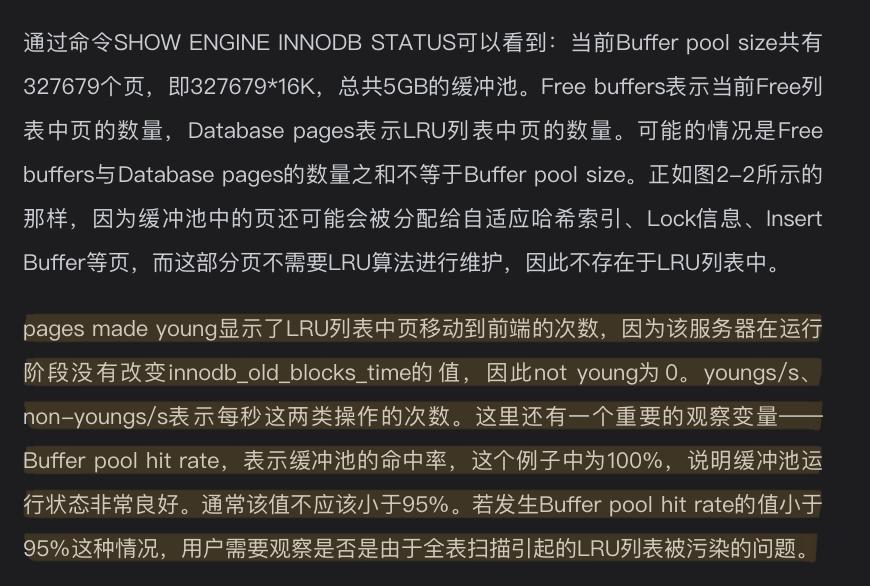 通过命令SHOW ENGINE INNODB STATUS可以看到：当前Buffer pool size共有
327679个页，即327679*16K，总共5GB的缓冲池。Free buffers表示当前Free列
表中页的数量，Database pages表示LRU列表中页的数量。可能的情况是Free
buffers与Database pages的数量之和不等于Buffer pool size。正如图2–2所示的
那样，因为缓冲池中的页还可能会被分配给自适应哈希索引、Lock信息、Insert
Buffer等页，而这部分页不需要LRU算法进行维护，因此不存在于LRU列表中。
pages made young显示了LRU列表中页移动到前端的次数，因为该服务器在运行
阶段没有改变innodb_old_blocks_time的值，因此not young为0。youngs/s、
non–youngs/s表示每秒这两类操作的次数。这里还有一个重要的观察变量——
Buffer pool hit rate，表示缓冲池的命中率，这个例子中为100%，说明缓冲池运
行状态非常良好。通常该值不应该小于95%。若发生Buffer pool hit rate的值小于
95%这种情况，用户需要观察是否是由于全表扫描引起的LRU列表被污染的问题。